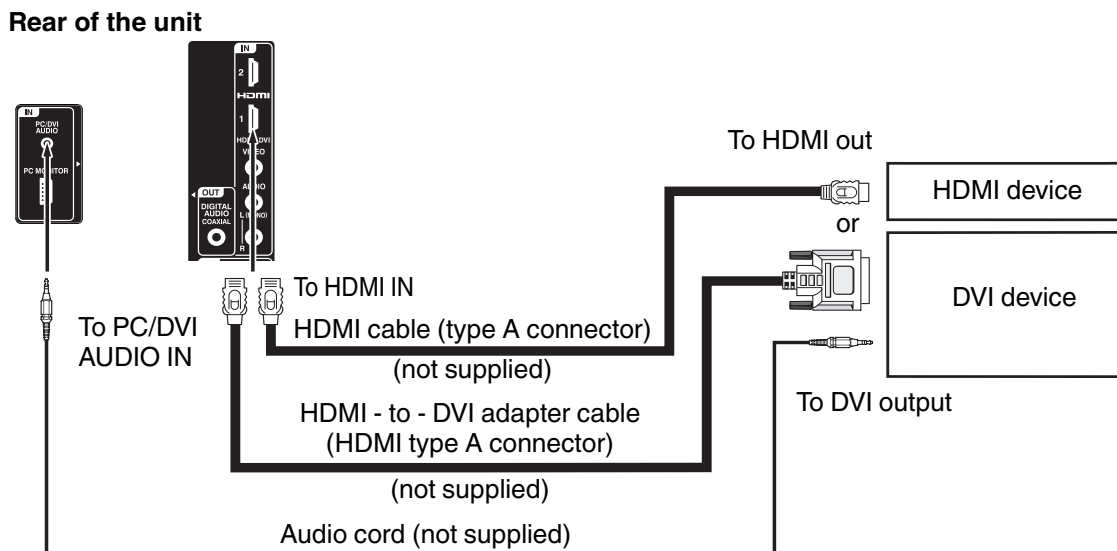 Rear of the unit
IN
PC/DVI
AUDIO
PC MONITOR
IN
2
HDMI
1
VIDEO
AUDIO
L (MONO)
R
OUT
DIGITAL
AUDIO
COAXIAL
To HDMI out
HDMI device
or
DVI device
To HDMI IN
To PC/DVI
AUDIO IN
HDMI cable (type A connector)
(not supplied)
HDMI - to - DVI adapter cable
(HDMI type A connector)
(not supplied)
To DVI output
Audio cord (not supplied)